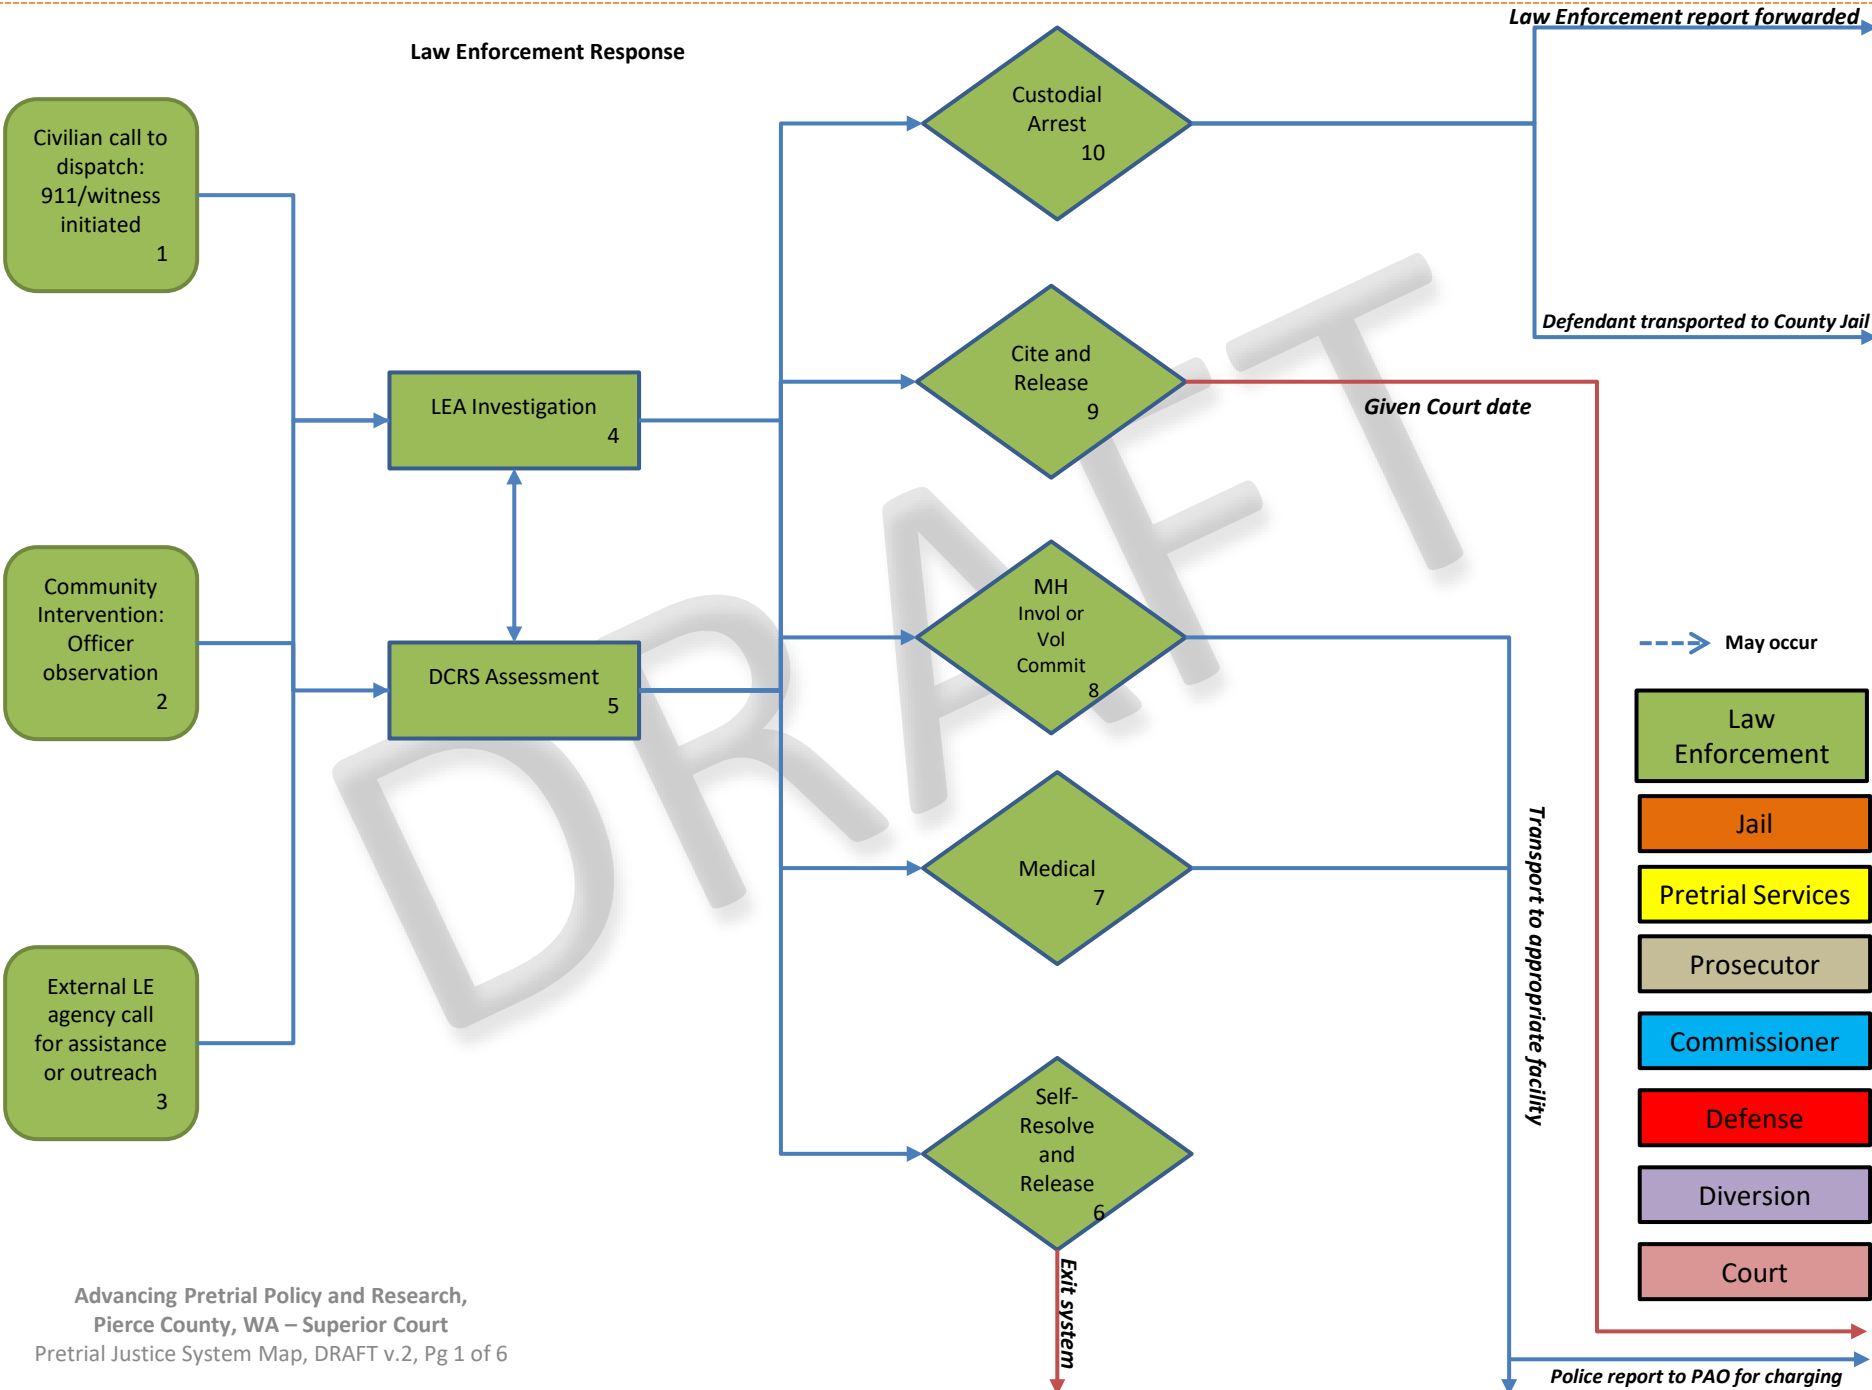 Law Enforcement report forwarded
Law Enforcement Response
Custodial
Arrest
10
Civilian call to
dispatch:
911/witness
initiated
1
Defendant transported to County Jail
Cite and
Release
9
Given Court date
LEA Investigation
4
Community
Intervention:
Officer
observation
2
MH
Invol or
Vol
Commit
8
DCRS Assessment
5
May occur
Law
Enforcement
Jail
Pretrial Services
Prosecutor
Commissioner
Defense
Diversion
Court
Medical
7
Transport to appropriate facility
External LE
agency call
for assistance
or outreach
3
Self-
Resolve
and
Release
6
Exit system
DRAFT
Advancing Pretrial Policy and Research,
Pierce County, WA – Superior Court
Pretrial Justice System Map, DRAFT v.2, Pg 1 of 6
Police report to PAO for charging